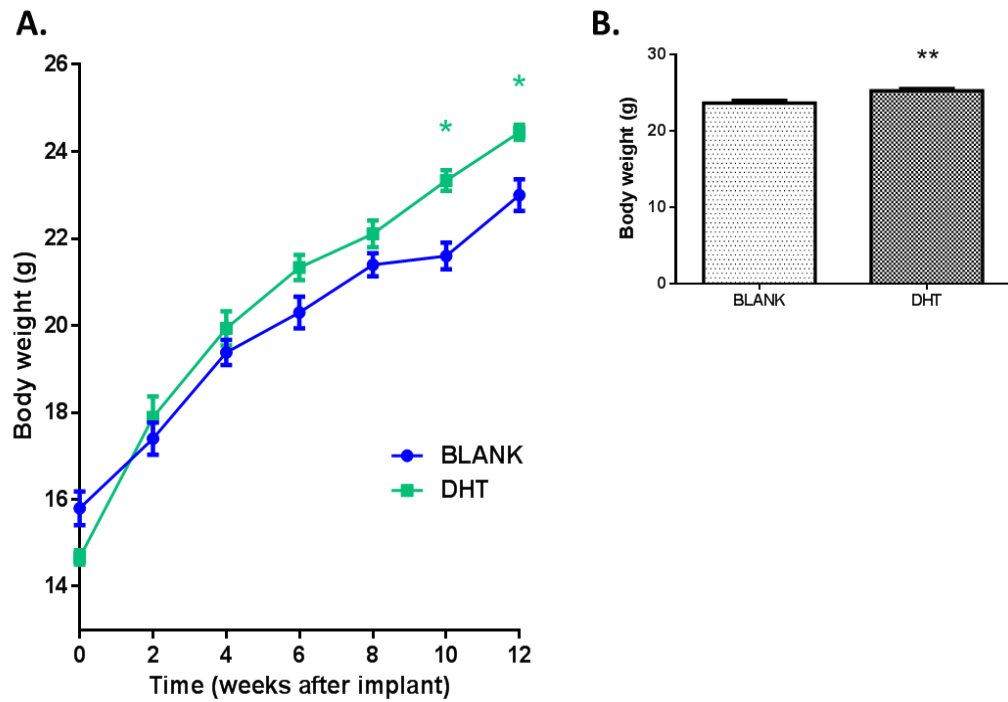 A.
Body weight (g)
26
24
22
20
18
16
14
*
*
BLANK
DHT
0 2 4 6 8 10 12
Time (weeks after implant)
B.
Body weight (g)
30
20
10
0
**
BLANK DHT